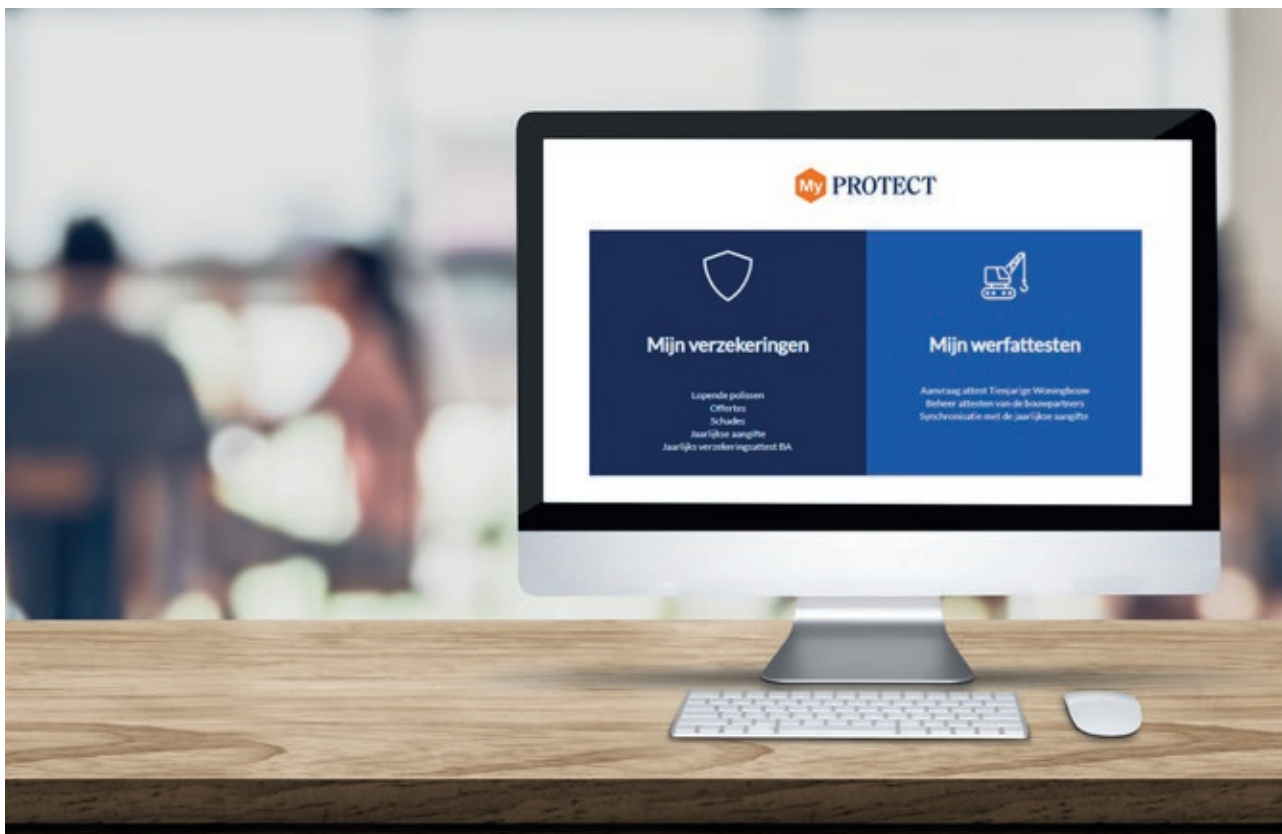 My PROTECT
Mijn verzekeringen
Lopende polissen
Offertes
Schades
Jaarlijkse aangifte
Jaarlijks verzekeringsattest BA
Mijn werfattesten
Aanvraag attest Tienjarige Woningbouw
Beheer attesten van de bouwpartners
Synchronisatie met de jaarlijkse aangifte